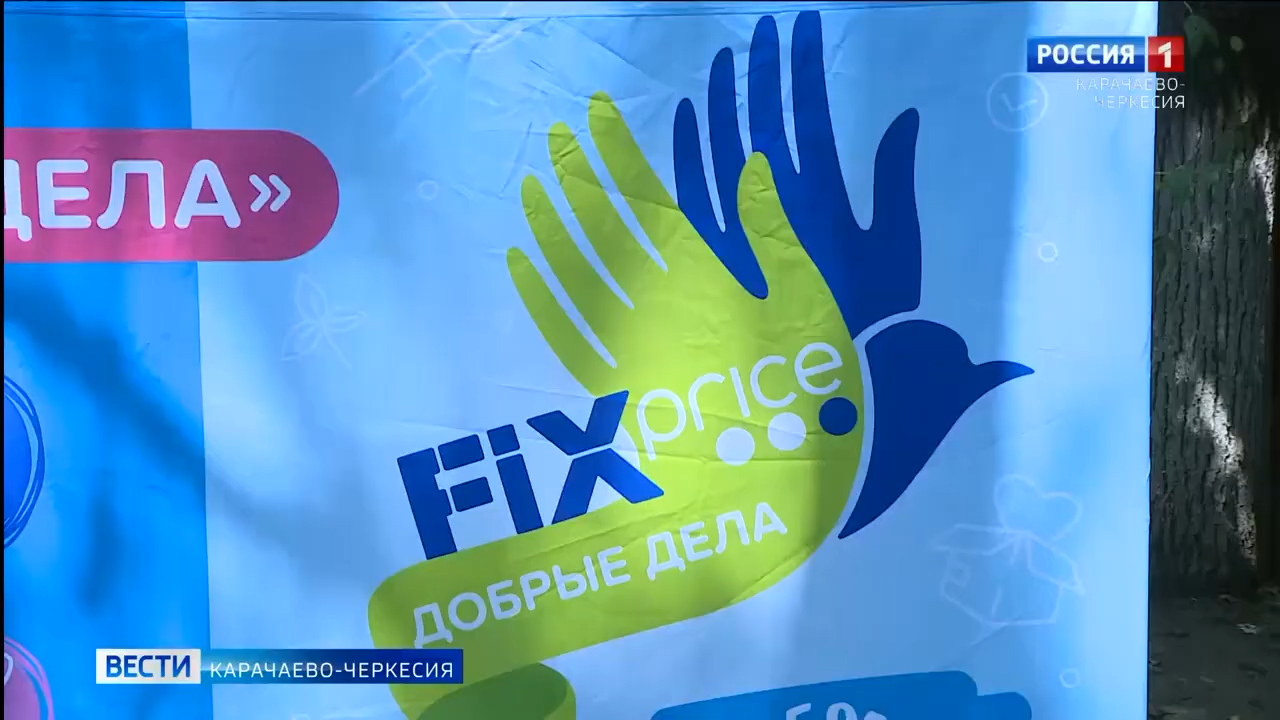 РОССИЯ 1
КАРАЧАЕВО-
ЧЕРКЕСИЯ
ДЕЛА»
Fix price
ДОБРЫЕ ДЕЛА
ВЕСТИ КАРАЧАЕВО-ЧЕРКЕСИЯ